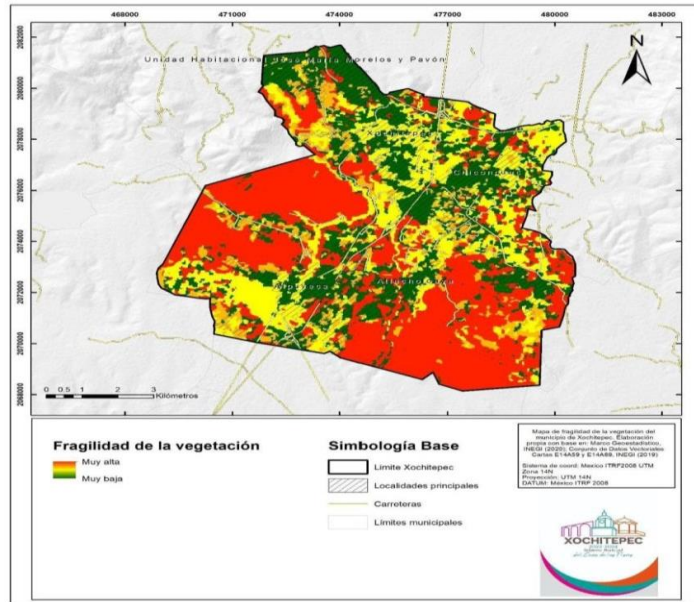 468000 471000 474000 477000 480000 483000
2082000
2080000
2078000
2076000
2074000
2072000
2070000
2068000
N
Unidad Habitacional José María Morelos y Pavón
Xochitepec
Chiconcuac
Alpuyeca
Atlacholoaya
0 0.5 1 2 3
Kilómetros
Fragilidad de la vegetación
Muy alta
Muy baja
Simbología Base
Limite Xochitepec
Localidades principales
Carreteras
Límites municipales
Mapa de fragilidad de la vegetación del
municipio de Xochitepec. Elaboración
propia con base en: Marco Geoestadístico,
INEGI (2020); Conjunto de Datos Vectoriales
Cartas E14A59 y E14A69. INEGI (2019)
Sistema de coord: Mexico ITRF2008 UTM
Zona 14N
Proyección: UTM 14N
DATUM: México ITRF 2008
XOCHITEPEC